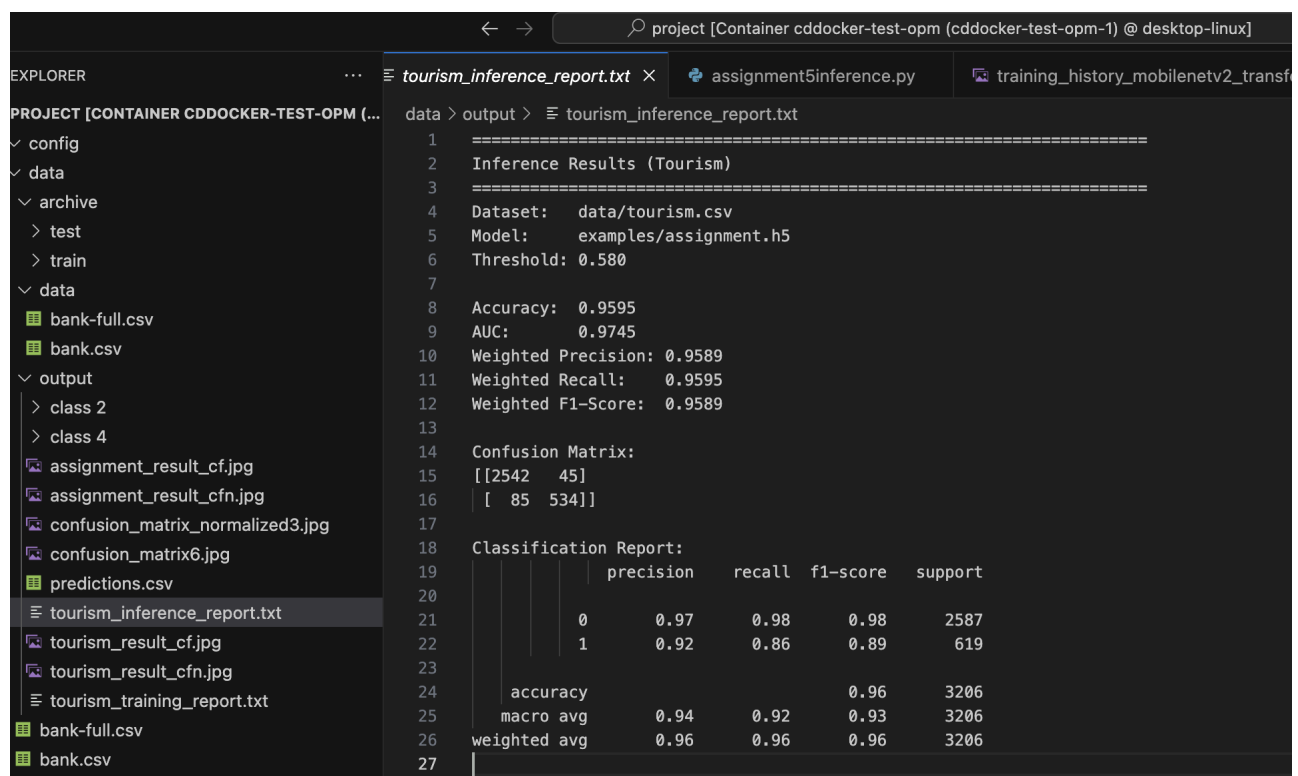 ← → project [Container cddocker-test-opm (cddocker-test-opm-1) @ desktop-linux]
EXPLORER ···
tourism_inference_report.txt × assignment5inference.py training_history_mobilenetv2_transfe
PROJECT [CONTAINER CDDOCKER-TEST-OPM (...
config
data
archive
test
train
data
bank-full.csv
bank.csv
output
class 2
class 4
assignment_result_cf.jpg
assignment_result_cfn.jpg
confusion_matrix_normalized3.jpg
confusion_matrix6.jpg
predictions.csv
tourism_inference_report.txt
tourism_result_cf.jpg
tourism_result_cfn.jpg
tourism_training_report.txt
bank-full.csv
bank.csv
data > output > tourism_inference_report.txt
1 ======================================================================
2 Inference Results (Tourism)
3 ======================================================================
4 Dataset:   data/tourism.csv
5 Model:     examples/assignment.h5
6 Threshold: 0.580
7
8 Accuracy:  0.9595
9 AUC:       0.9745
10 Weighted Precision: 0.9589
11 Weighted Recall:    0.9595
12 Weighted F1-Score:  0.9589
13
14 Confusion Matrix:
15 [[2542   45]
16  [  85  534]]
17
18 Classification Report:
19               precision    recall  f1-score   support
20
21            0       0.97      0.98      0.98      2587
22            1       0.92      0.86      0.89       619
23
24     accuracy                           0.96      3206
25    macro avg       0.94      0.92      0.93      3206
26 weighted avg       0.96      0.96      0.96      3206
27